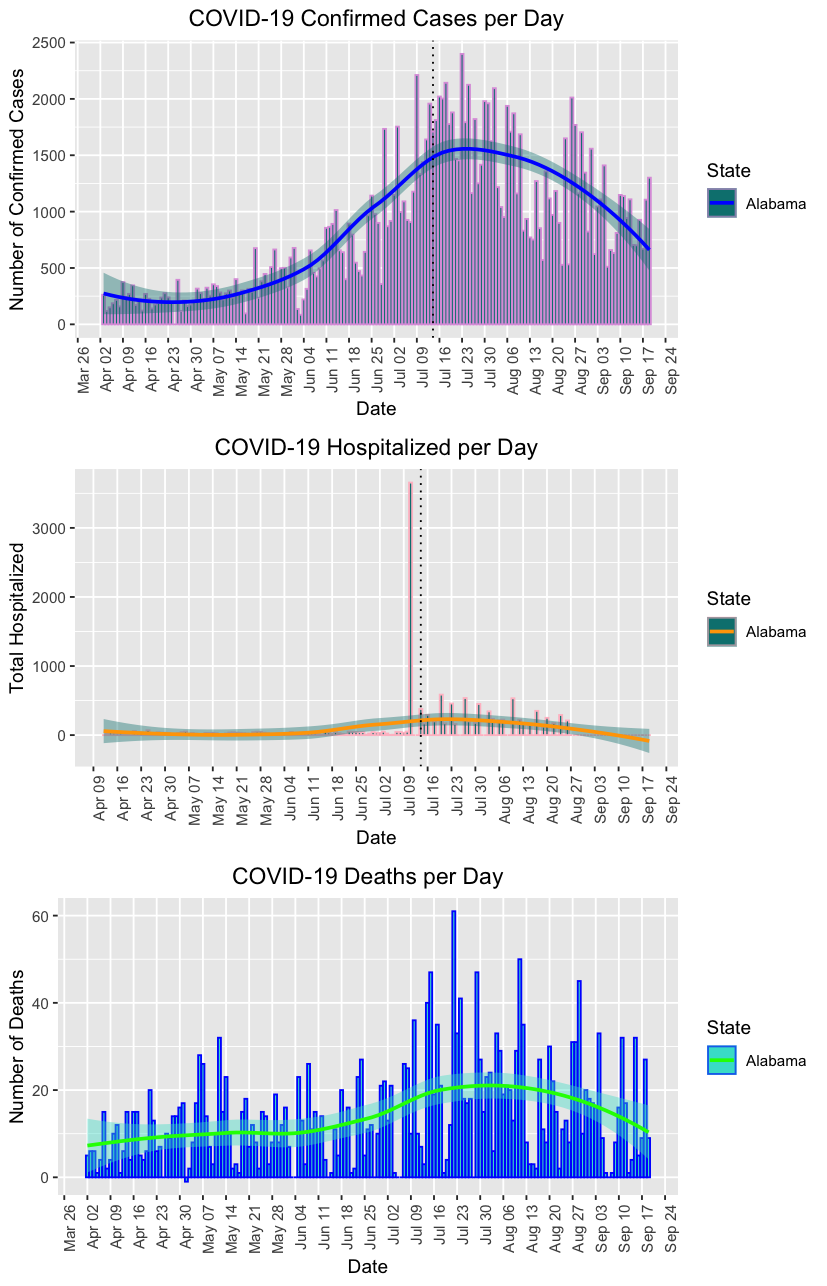 COVID-19 Confirmed Cases per Day
Number of Confirmed Cases
2500
2000
1500
1000
500
0
Mar 26
Apr 02
Apr 09
Apr 16
Apr 23
Apr 30
May 07
May 14
May 21
May 28
Jun 04
Jun 11
Jun 18
Jun 25
Jul 02
Jul 09
Jul 16
Jul 23
Jul 30
Aug 06
Aug 13
Aug 20
Aug 27
Sep 03
Sep 10
Sep 17
Sep 24
Date
State
Alabama
COVID-19 Hospitalized per Day
Total Hospitalized
3000
2000
1000
0
Apr 09
Apr 16
Apr 23
Apr 30
May 07
May 14
May 21
May 28
Jun 04
Jun 11
Jun 18
Jun 25
Jul 02
Jul 09
Jul 16
Jul 23
Jul 30
Aug 06
Aug 13
Aug 20
Aug 27
Sep 03
Sep 10
Sep 17
Sep 24
Date
State
Alabama
COVID-19 Deaths per Day
Number of Deaths
60
40
20
0
Mar 26
Apr 02
Apr 09
Apr 16
Apr 23
Apr 30
May 07
May 14
May 21
May 28
Jun 04
Jun 11
Jun 18
Jun 25
Jul 02
Jul 09
Jul 16
Jul 23
Jul 30
Aug 06
Aug 13
Aug 20
Aug 27
Sep 03
Sep 10
Sep 17
Sep 24
Date
State
Alabama